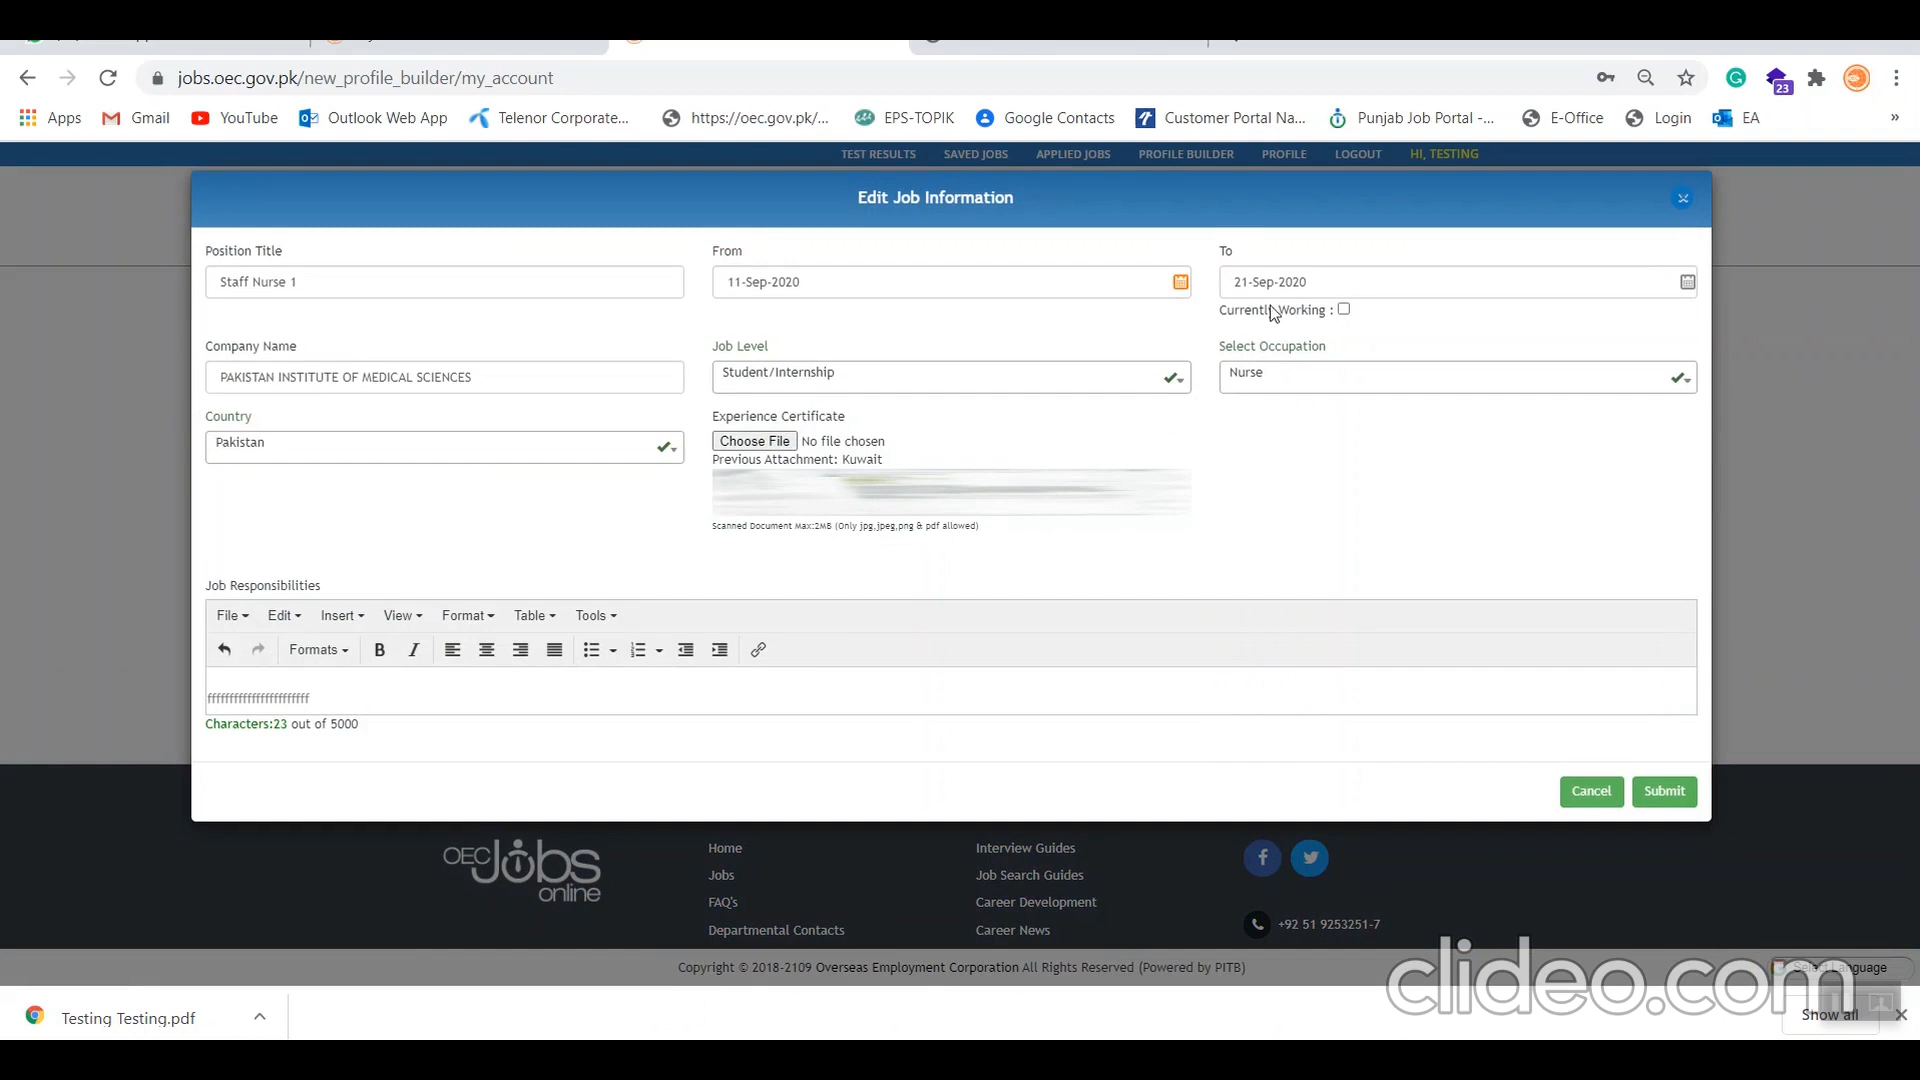 jobs.oec.gov.pk/new_profile_builder/my_account
23
Apps Gmail YouTube Outlook Web App Telenor Corporate... https://oec.gov.pk/... EPS-TOPIK Google Contacts Customer Portal Na... Punjab Job Portal -... E-Office Login EA »
TEST RESULTS SAVED JOBS APPLIED JOBS PROFILE BUILDER PROFILE LOGOUT HI, TESTING
Edit Job Information
Position Title From To
Staff Nurse 1 11-Sep-2020 21-Sep-2020
Currently Working :
Company Name Job Level Select Occupation
PAKISTAN INSTITUTE OF MEDICAL SCIENCES Student/Internship Nurse
Country Experience Certificate
Pakistan Choose File No file chosen
Previous Attachment: Kuwait
Scanned Document Max:2MB (Only jpg,jpeg,png & pdf allowed)
Job Responsibilities
File Edit Insert View Format Table Tools
Formats B I
fffffffffffffffffffffff
Characters:23 out of 5000
Cancel Submit
OEC Jobs online
Home Interview Guides
Jobs Job Search Guides
FAQ's Career Development
Departmental Contacts Career News
+92 51 9253251-7
Copyright © 2018-2109 Overseas Employment Corporation All Rights Reserved (Powered by PITB)
Select Language
clideo.com
Testing Testing.pdf
Show all